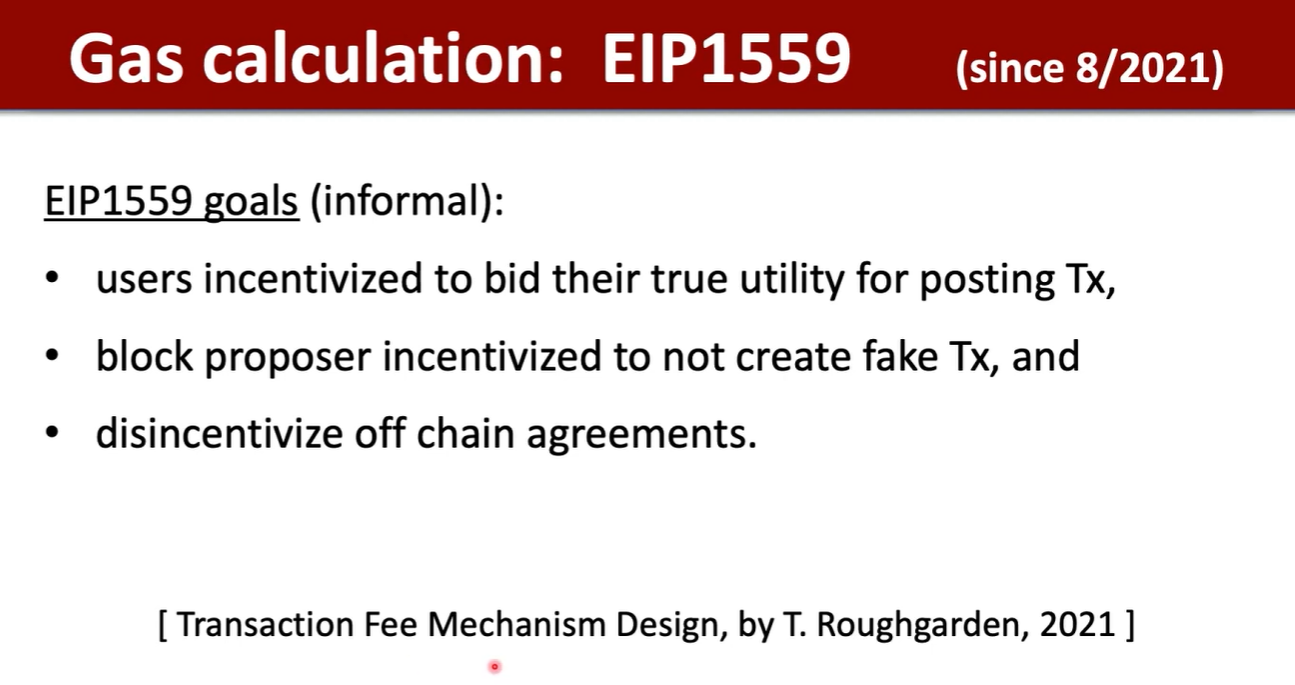 Gas calculation: EIP1559 (since 8/2021)
EIP1559 goals (informal):
• users incentivized to bid their true utility for posting Tx,
• block proposer incentivized to not create fake Tx, and
• disincentivize off chain agreements.
[ Transaction Fee Mechanism Design, by T. Roughgarden, 2021 ]